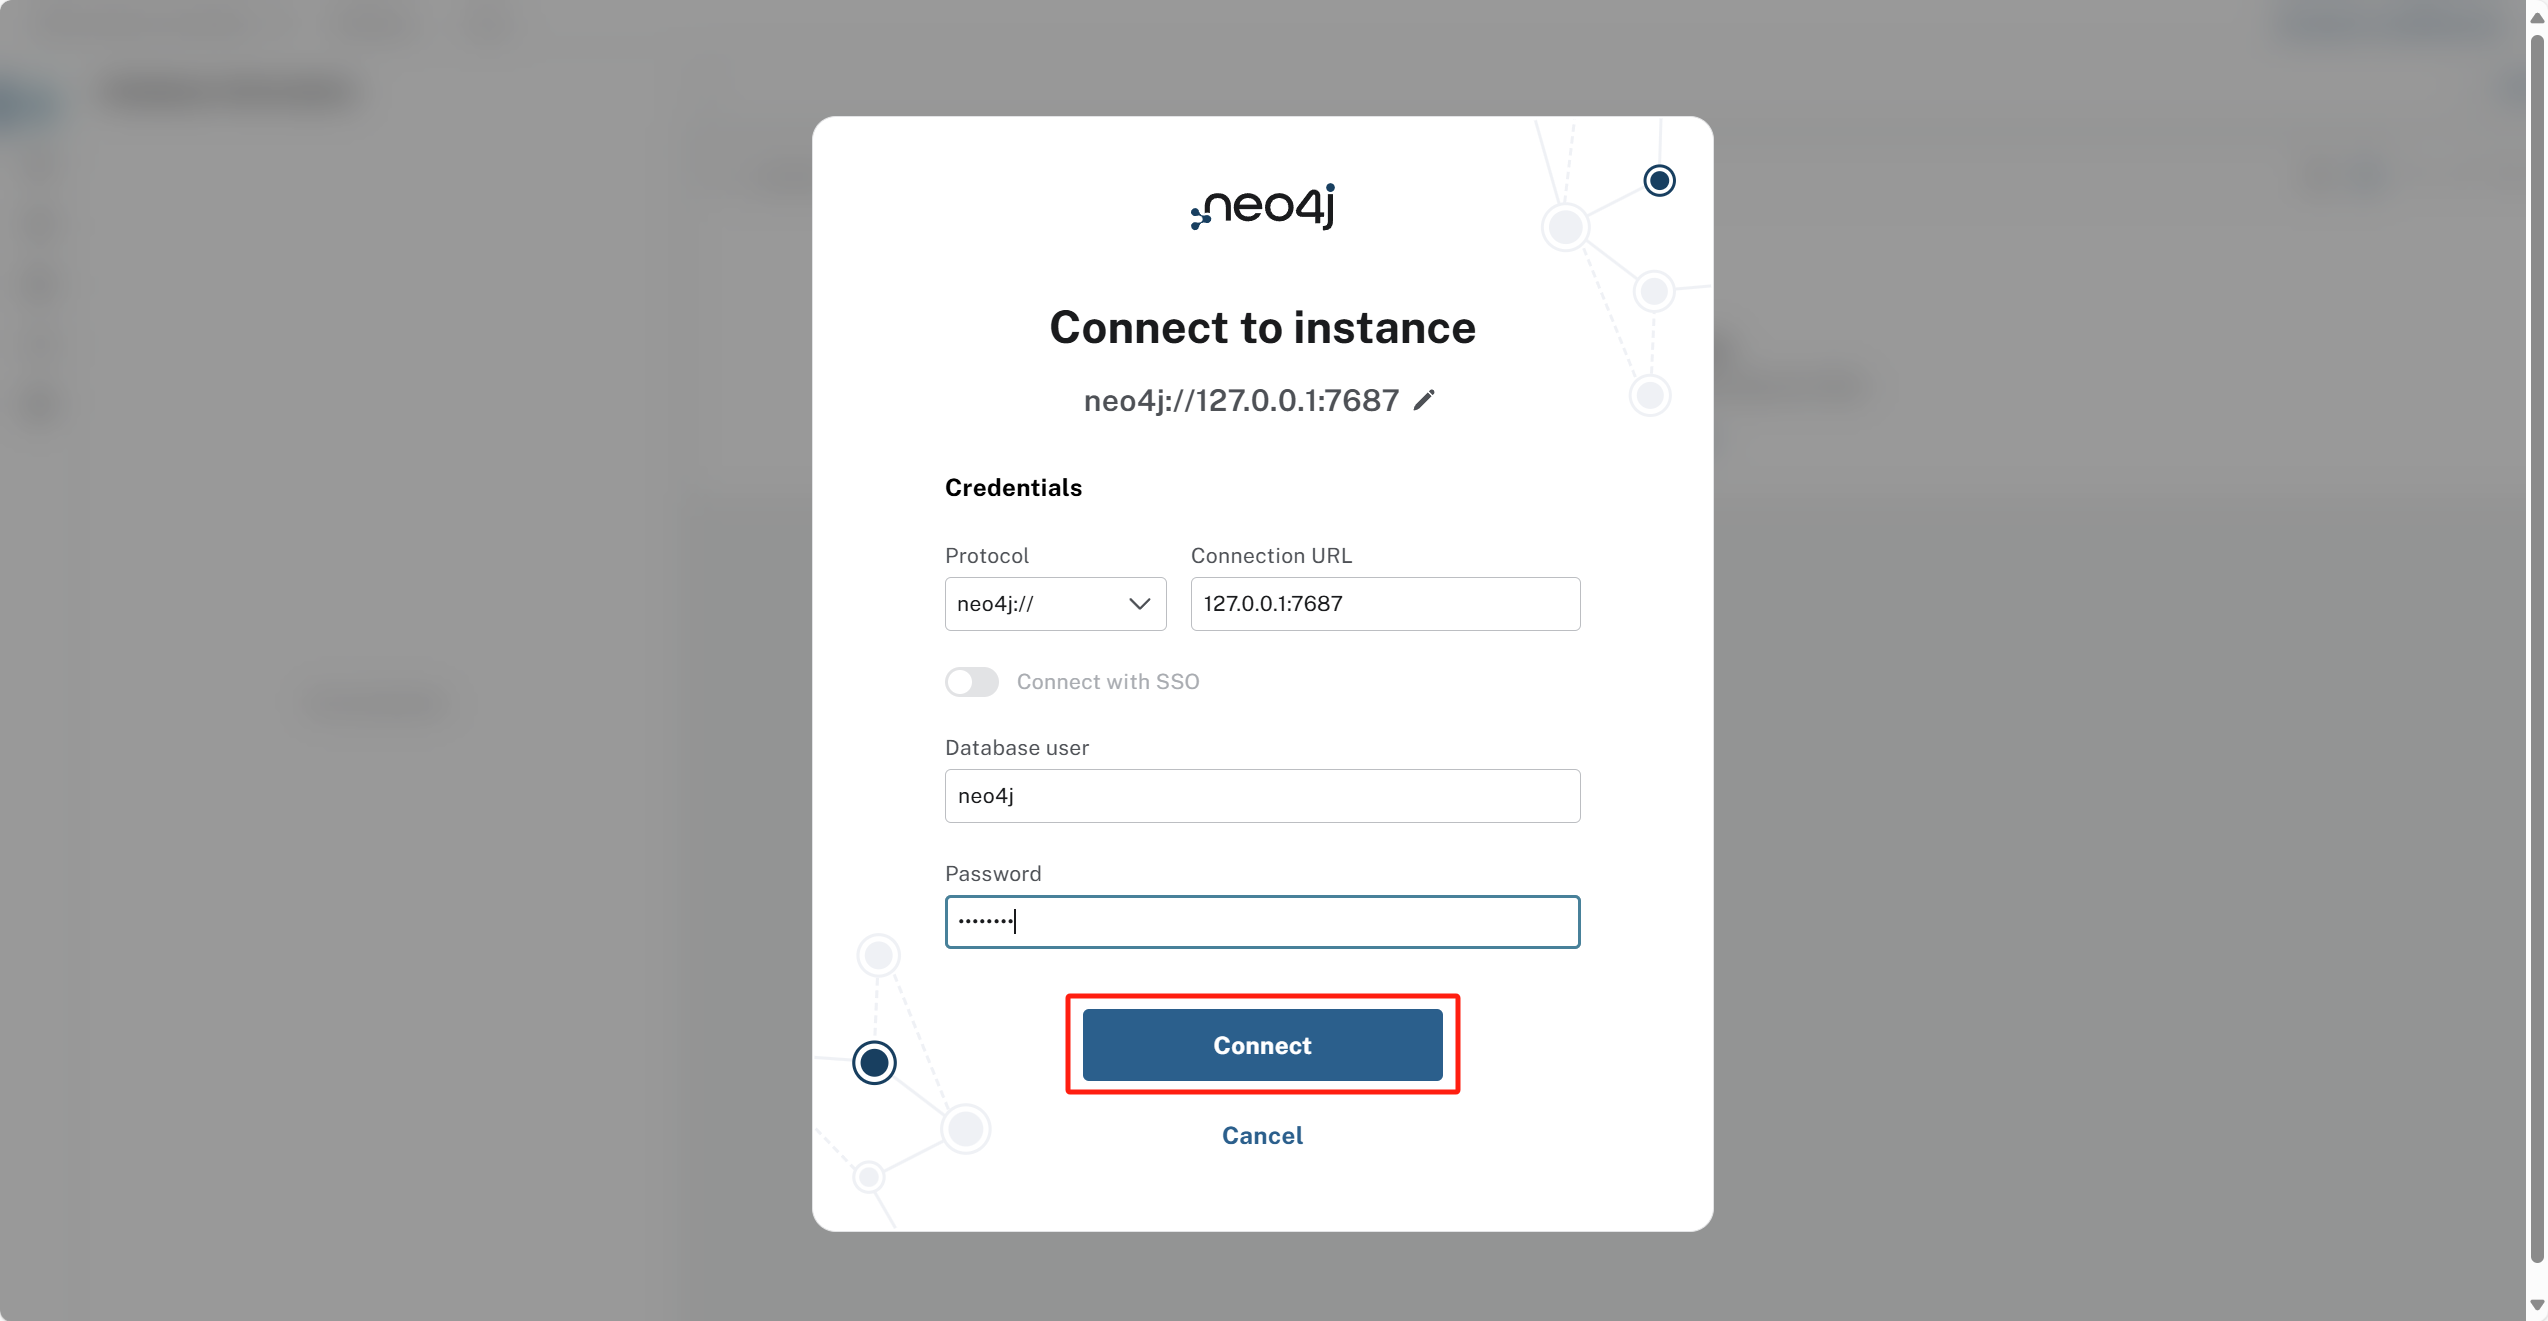 neo4j
Connect to instance
neo4j://127.0.0.1:7687
Credentials
Protocol
Connection URL
neo4j://
127.0.0.1:7687
Connect with SSO
Database user
neo4j
Password
••••••••
Connect
Cancel